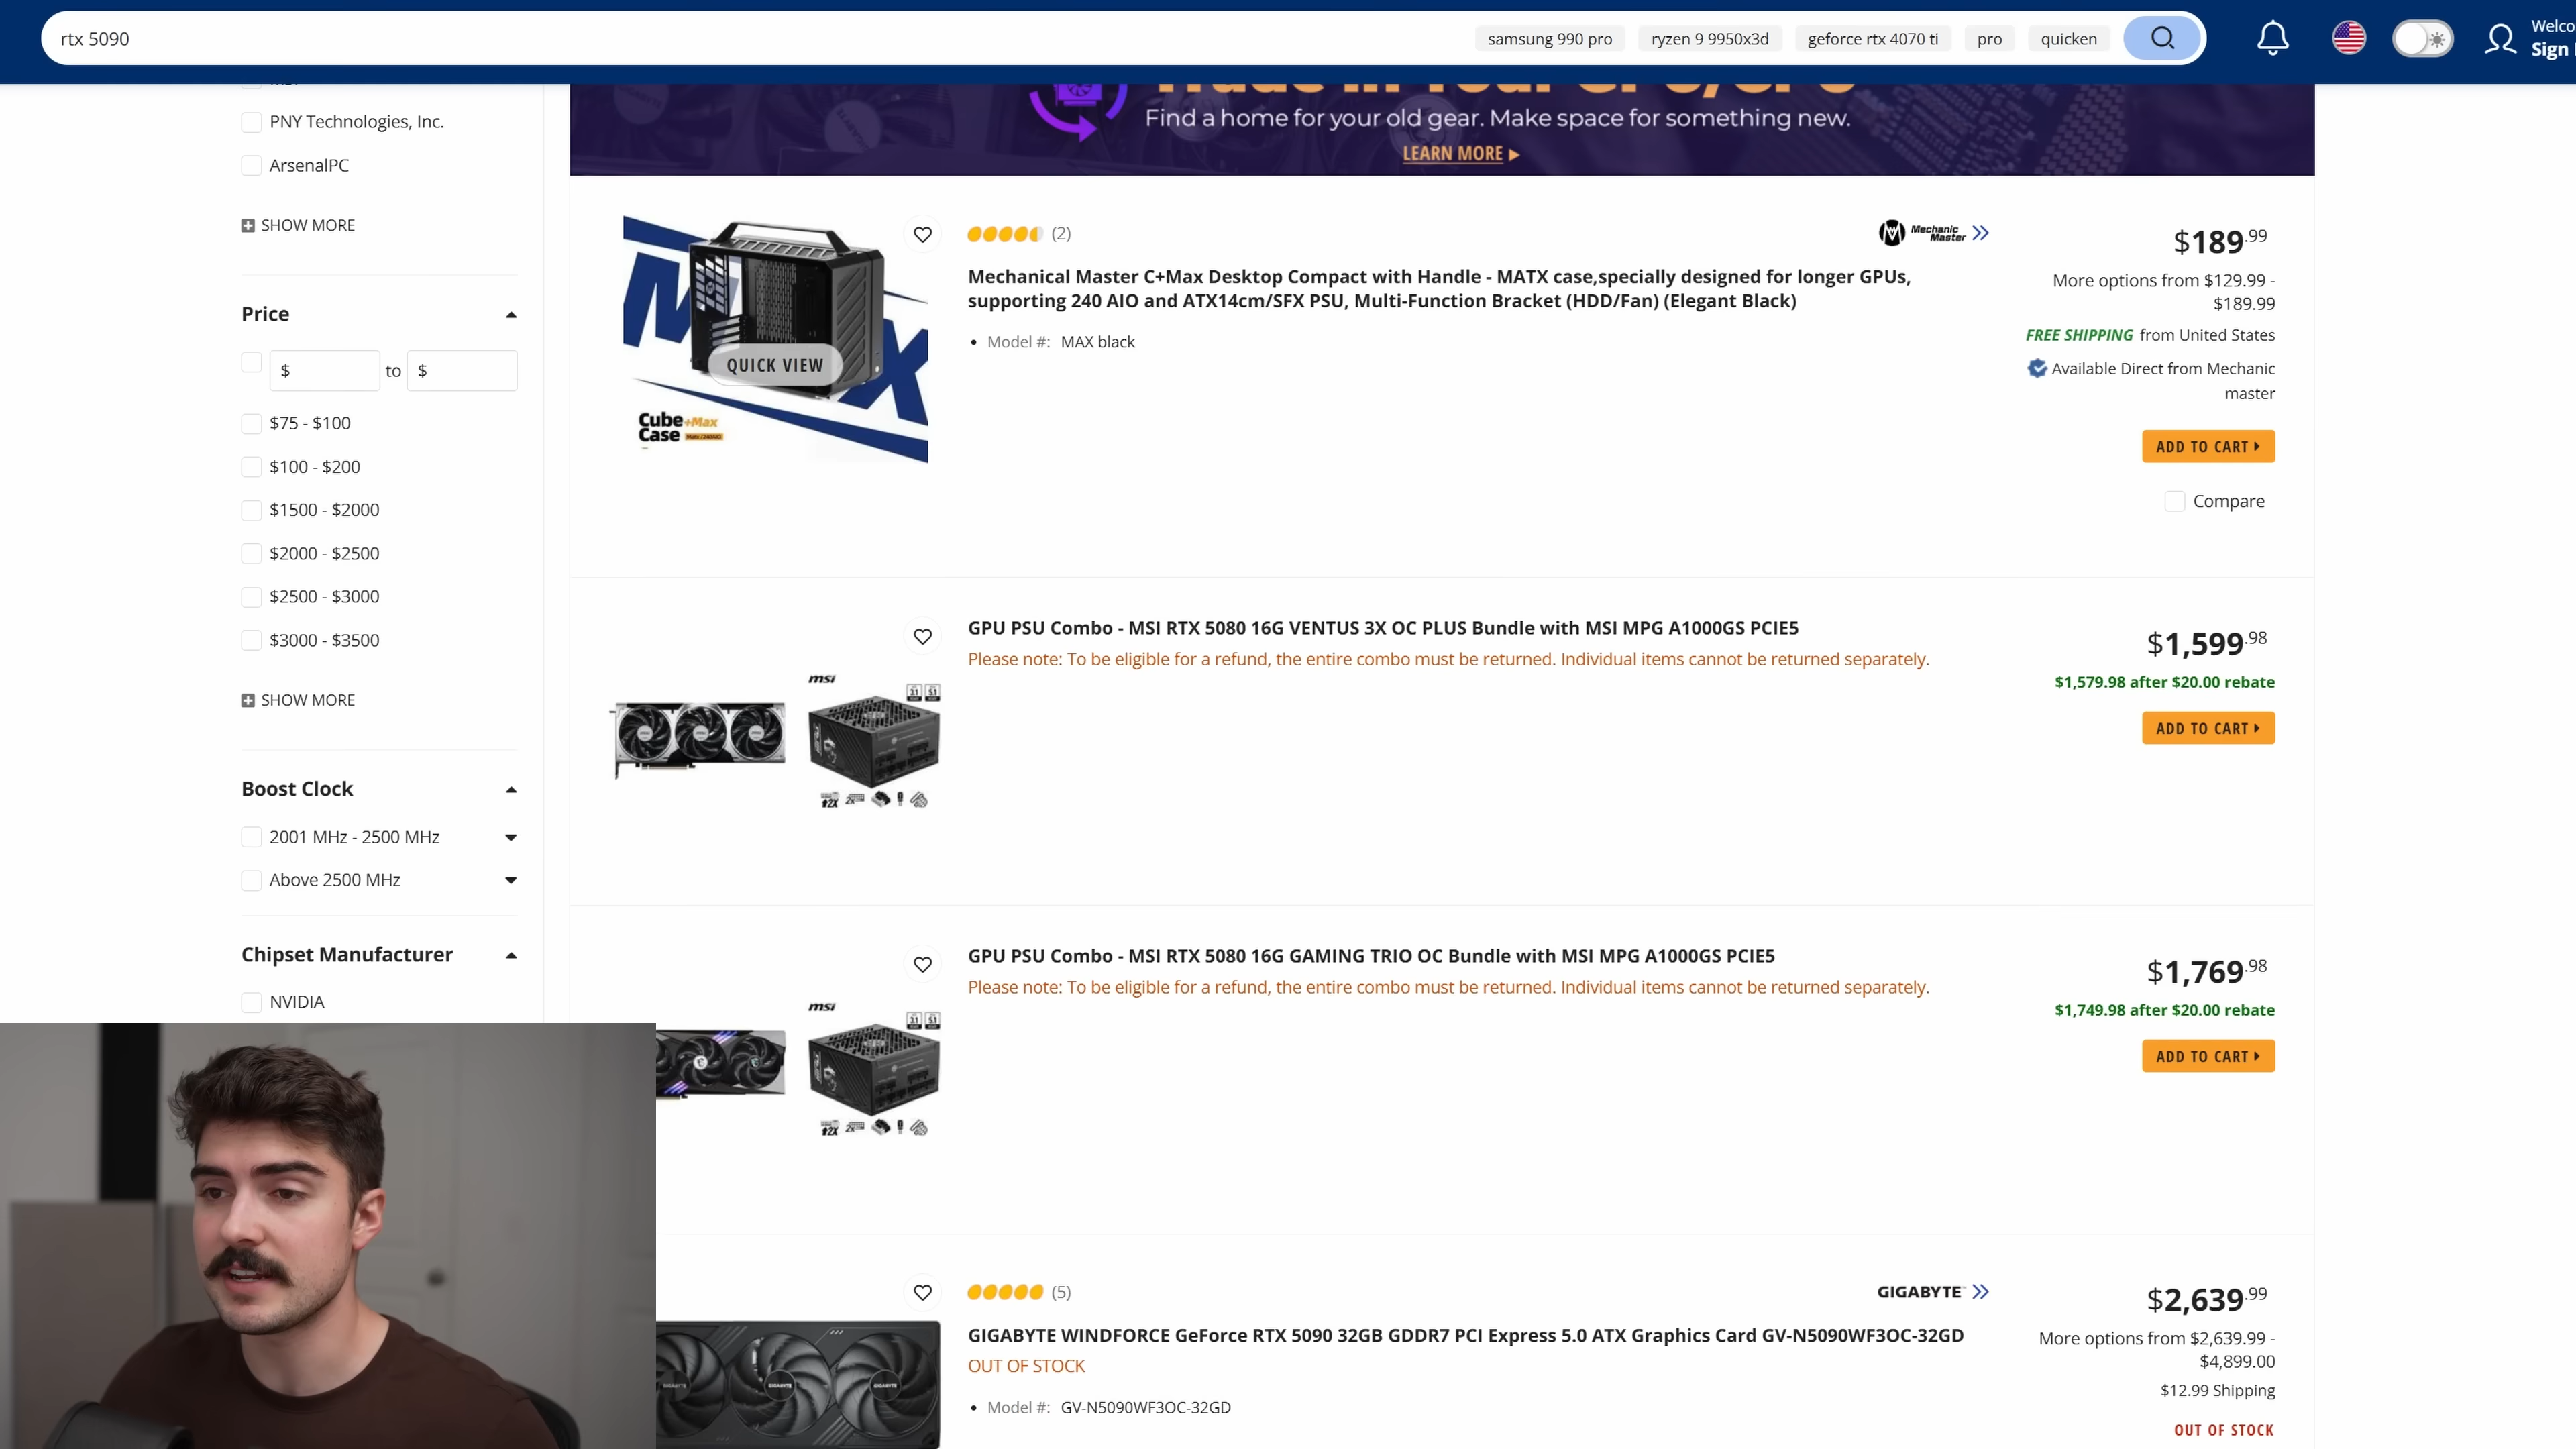 rtx 5090
samsung 990 pro
ryzen 9 9950x3d
geforce rtx 4070 ti
pro
quicken
Sign
PNY Technologies, Inc.
ArsenalPC
SHOW MORE
Price
$ to $
$75 - $100
$100 - $200
$1500 - $2000
$2000 - $2500
$2500 - $3000
$3000 - $3500
SHOW MORE
Boost Clock
2001 MHz - 2500 MHz
Above 2500 MHz
Chipset Manufacturer
NVIDIA
Find a home for your old gear. Make space for something new.
LEARN MORE
QUICK VIEW
Cube +Max
Case
(2)
Mechanic
Master
Mechanical Master C+Max Desktop Compact with Handle - MATX case,specially designed for longer GPUs,
supporting 240 AIO and ATX14cm/SFX PSU, Multi-Function Bracket (HDD/Fan) (Elegant Black)
Model #: MAX black
$189.99
More options from $129.99 -
$189.99
FREE SHIPPING from United States
Available Direct from Mechanic
master
ADD TO CART
Compare
msi
GPU PSU Combo - MSI RTX 5080 16G VENTUS 3X OC PLUS Bundle with MSI MPG A1000GS PCIE5
Please note: To be eligible for a refund, the entire combo must be returned. Individual items cannot be returned separately.
$1,599.98
$1,579.98 after $20.00 rebate
ADD TO CART
msi
GPU PSU Combo - MSI RTX 5080 16G GAMING TRIO OC Bundle with MSI MPG A1000GS PCIE5
Please note: To be eligible for a refund, the entire combo must be returned. Individual items cannot be returned separately.
$1,769.98
$1,749.98 after $20.00 rebate
ADD TO CART
(5)
GIGABYTE
GIGABYTE WINDFORCE GeForce RTX 5090 32GB GDDR7 PCI Express 5.0 ATX Graphics Card GV-N5090WF3OC-32GD
OUT OF STOCK
Model #: GV-N5090WF3OC-32GD
$2,639.99
More options from $2,639.99 -
$4,899.00
$12.99 Shipping
OUT OF STOCK